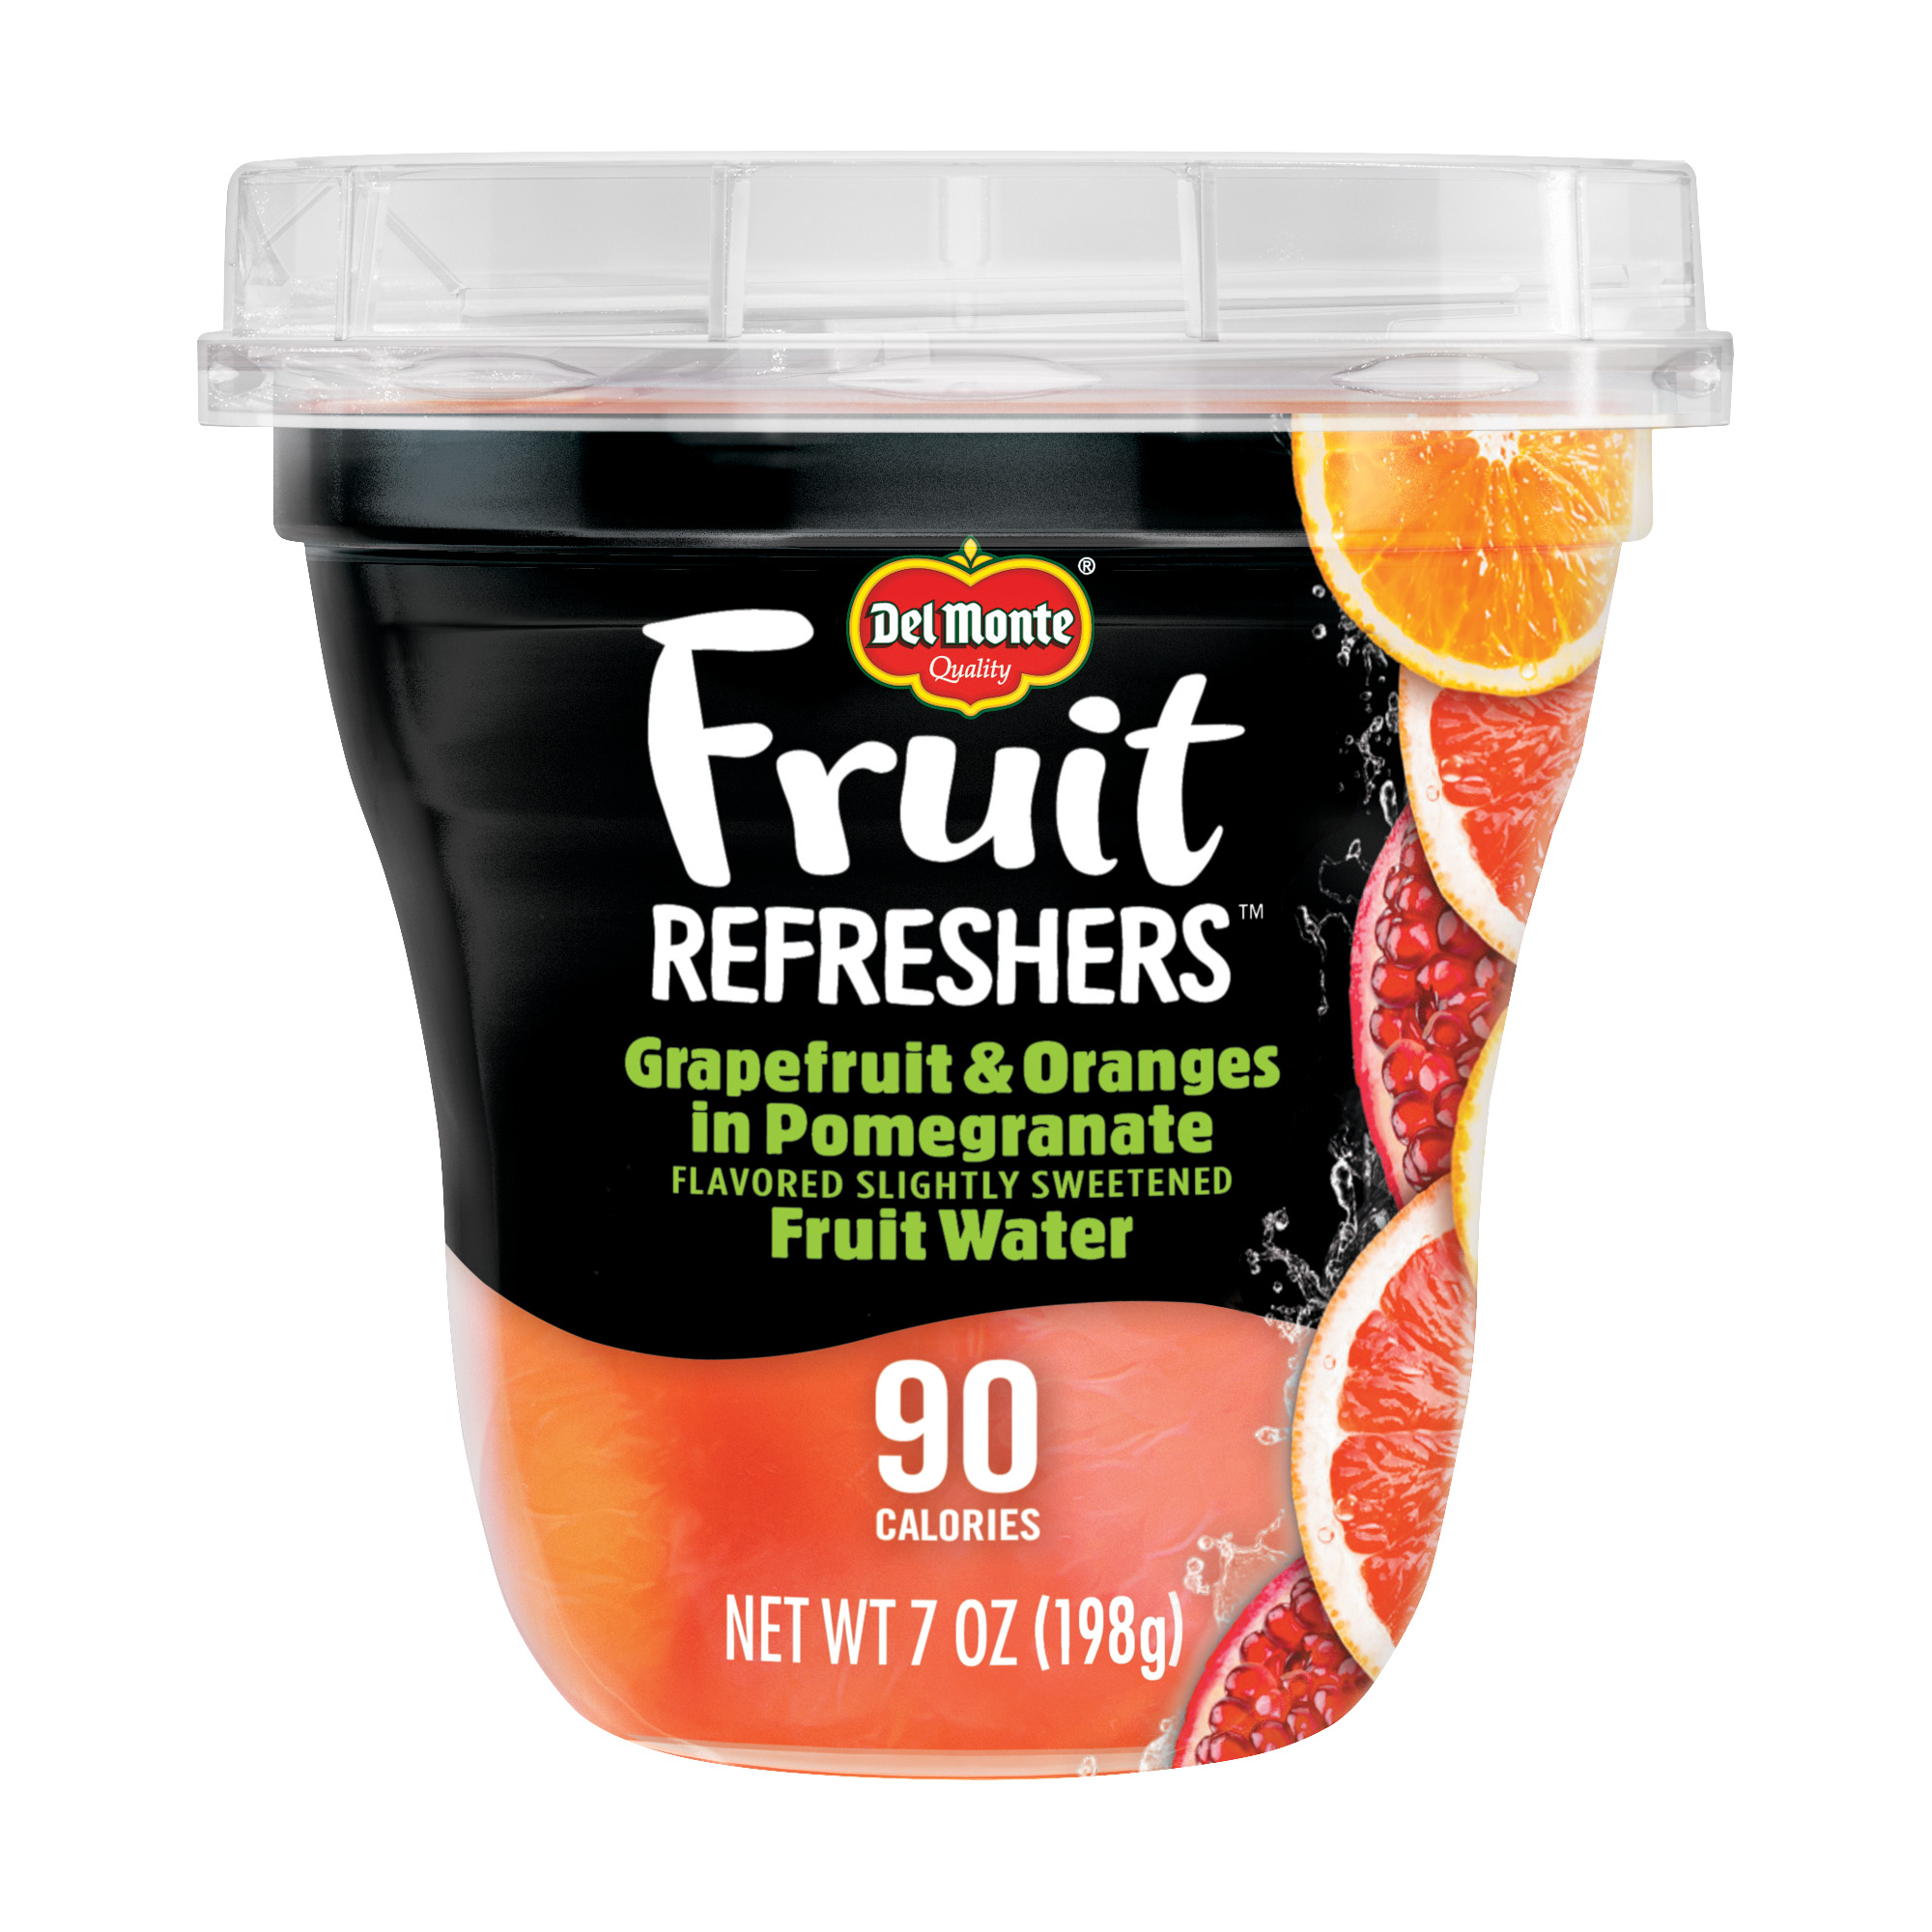 Del Monte®
Quality
Fruit
REFRESHERS™
Grapefruit & Oranges
in Pomegranate
FLAVORED SLIGHTLY SWEETENED
Fruit Water
90
CALORIES
NET WT 7 OZ (198g)